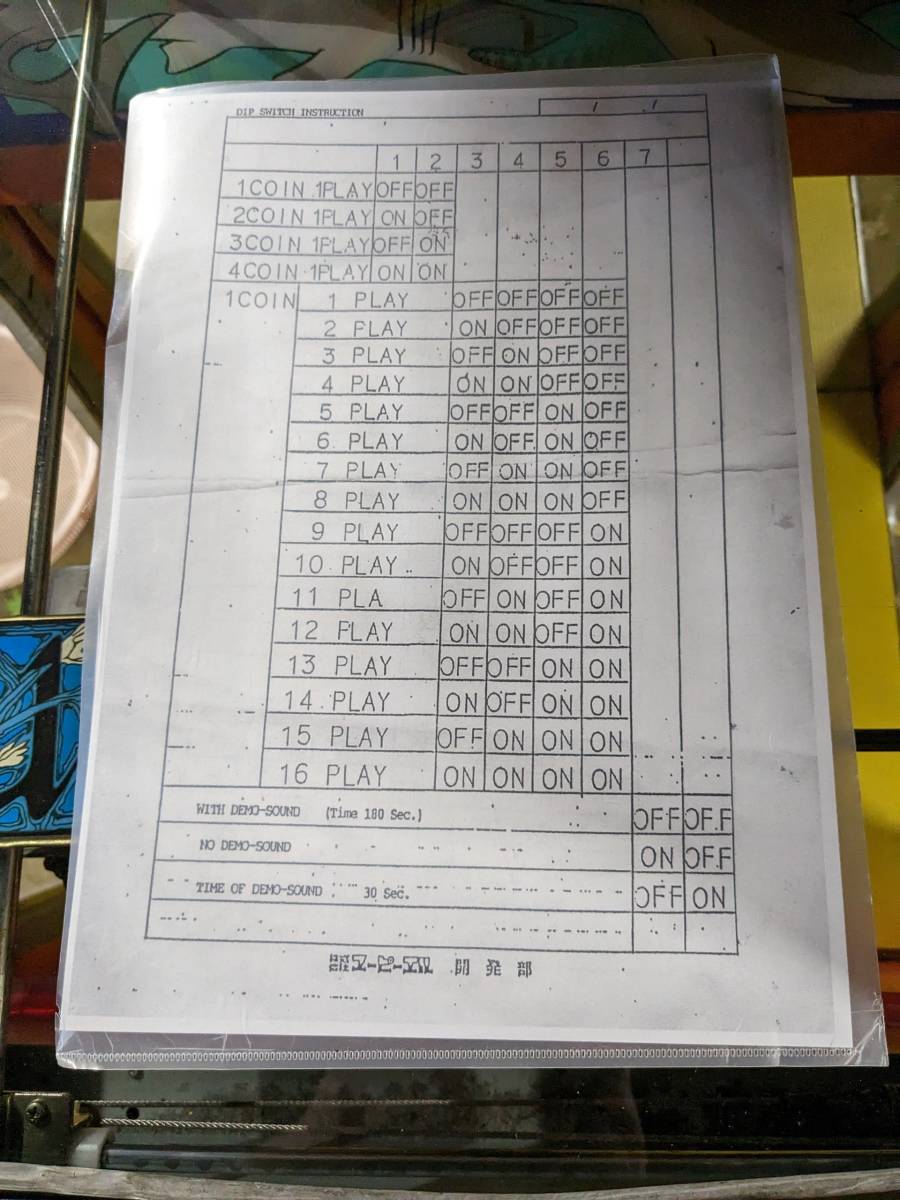 DIP SWITCH INSTRUCTION
1 2 3 4 5 6 7
1COIN 1PLAY OFF OFF
2COIN 1PLAY ON OFF
3COIN 1PLAY OFF ON
4COIN 1PLAY ON ON
1COIN 1 PLAY OFF OFF OFF OFF
2 PLAY ON OFF OFF OFF
3 PLAY OFF ON OFF OFF
4 PLAY ON ON OFF OFF
5 PLAY OFF OFF ON OFF
6 PLAY ON OFF ON OFF
7 PLAY OFF ON ON OFF
8 PLAY ON ON ON OFF
9 PLAY OFF OFF OFF ON
10 PLAY ON OFF OFF ON
11 PLA OFF ON OFF ON
12 PLAY ON ON OFF ON
13 PLAY OFF OFF ON ON
14 PLAY ON OFF ON ON
15 PLAY OFF ON ON ON
16 PLAY ON ON ON ON
WITH DEMO-SOUND (Time 180 Sec.) OFF OFF
NO DEMO-SOUND ON OFF
TIME OF DEMO-SOUND 30 Sec. OFF ON
開発部